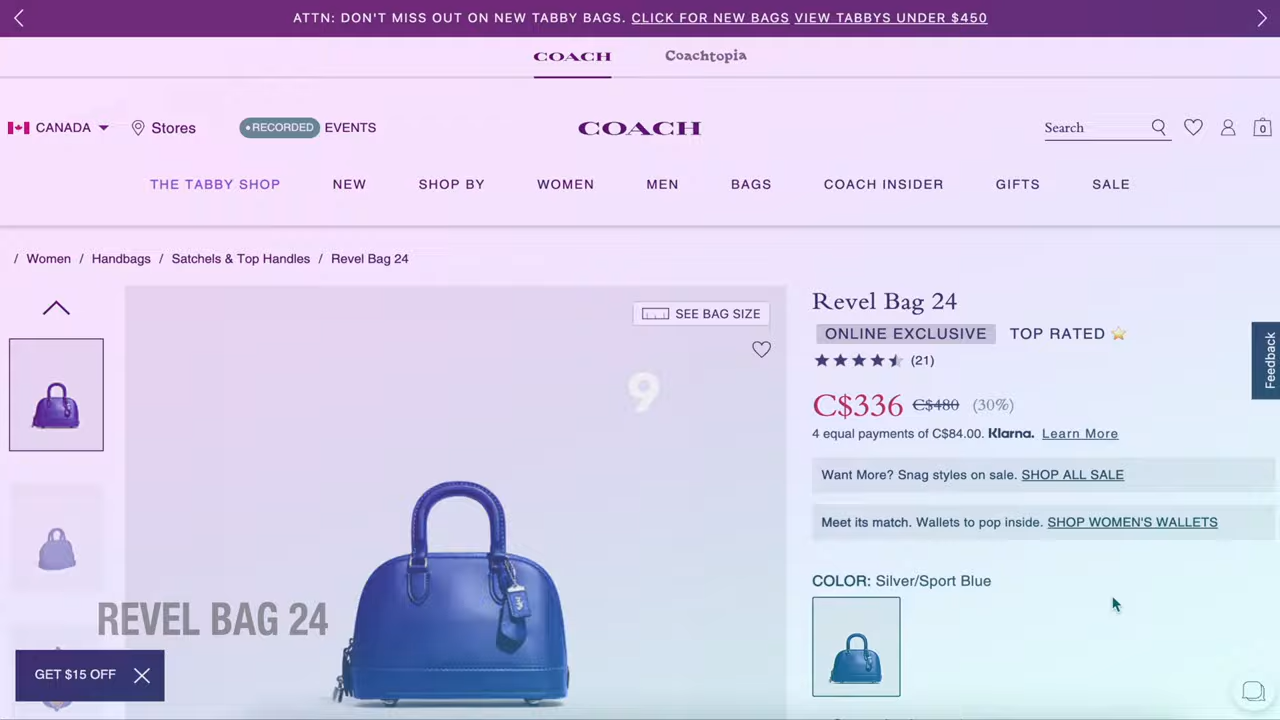 ATTN: DON'T MISS OUT ON NEW TABBY BAGS. CLICK FOR NEW BAGS VIEW TABBYS UNDER $450
COACH Coachtopia
CANADA Stores •RECORDED EVENTS COACH Search 0
THE TABBY SHOP NEW SHOP BY WOMEN MEN BAGS COACH INSIDER GIFTS SALE
/ Women / Handbags / Satchels & Top Handles / Revel Bag 24
SEE BAG SIZE
9
REVEL BAG 24
GET $15 OFF
Revel Bag 24
ONLINE EXCLUSIVE TOP RATED
(21)
C$336 C$480 (30%)
4 equal payments of C$84.00. Klarna. Learn More
Want More? Snag styles on sale. SHOP ALL SALE
Meet its match. Wallets to pop inside. SHOP WOMEN'S WALLETS
COLOR: Silver/Sport Blue
Feedback